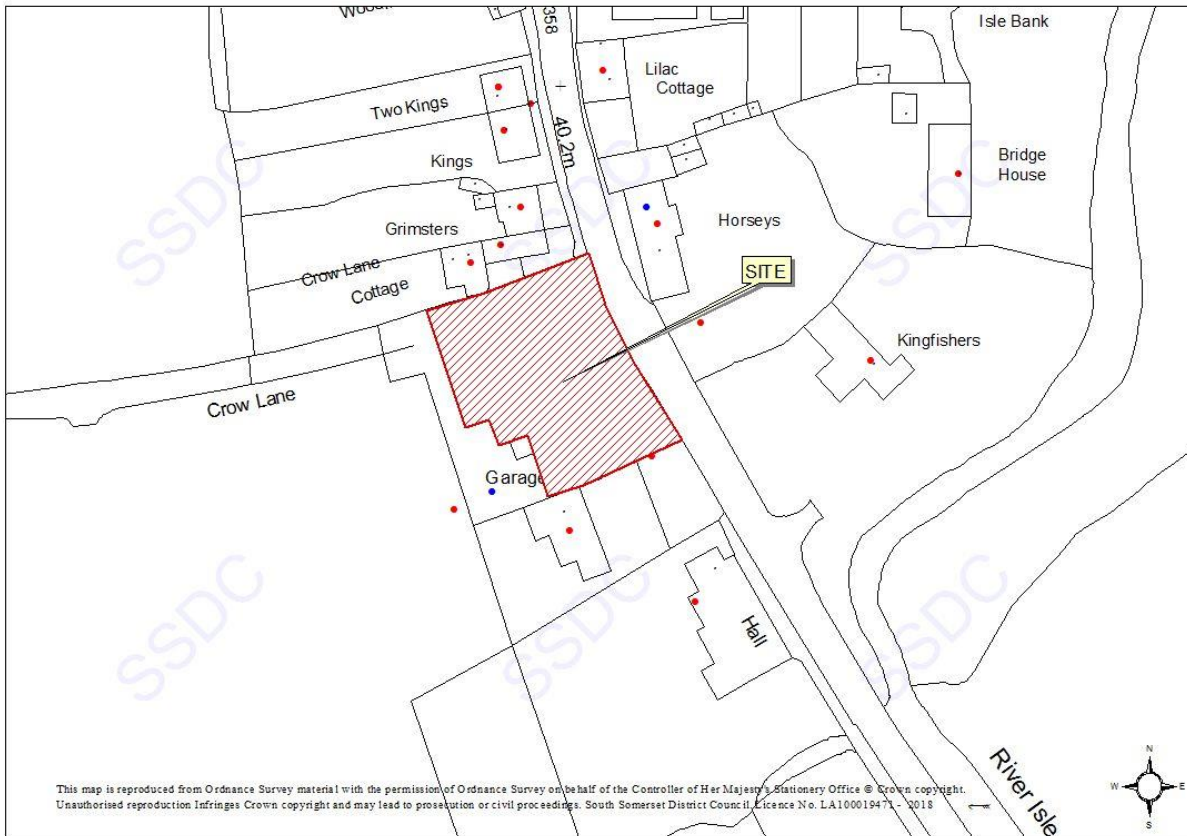 358
Isle Bank
Lilac
Cottage
Two Kings
40.2m
Kings
Bridge
House
Grimsters
Horseys
Crow Lane
Cottage
SITE
Kingfishers
Crow Lane
Garage
Hall
River Isle
SSDC
SSDC
SSDC
SSDC
SSDC
SSDC
N
W
E
S
This map is reproduced from Ordnance Survey material with the permission of Ordnance Survey on behalf of the Controller of Her Majesty's Stationery Office © Crown copyright.
Unauthorised reproduction Infringes Crown copyright and may lead to prosecution or civil proceedings. South Somerset District Council Licence No. LA100019471 - 2018